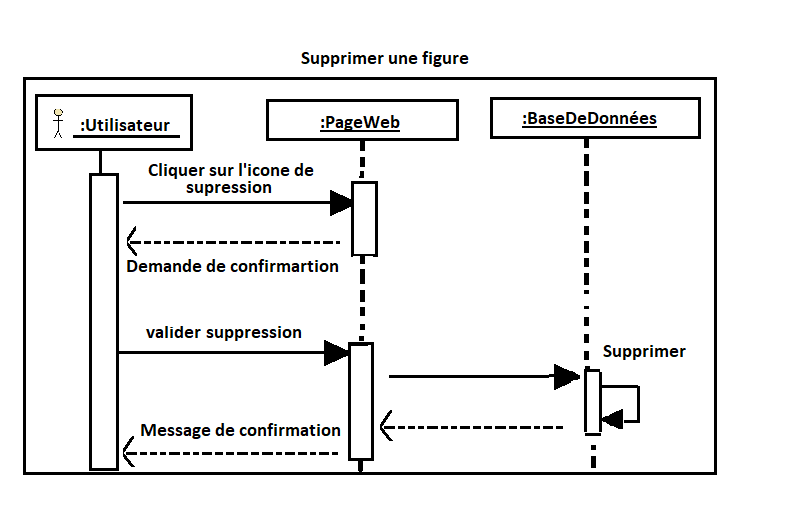 Supprimer une figure
:Utilisateur
:PageWeb
:BaseDeDonnées
Cliquer sur l'icone de
supression
Demande de confirmartion
valider suppression
Supprimer
Message de confirmation